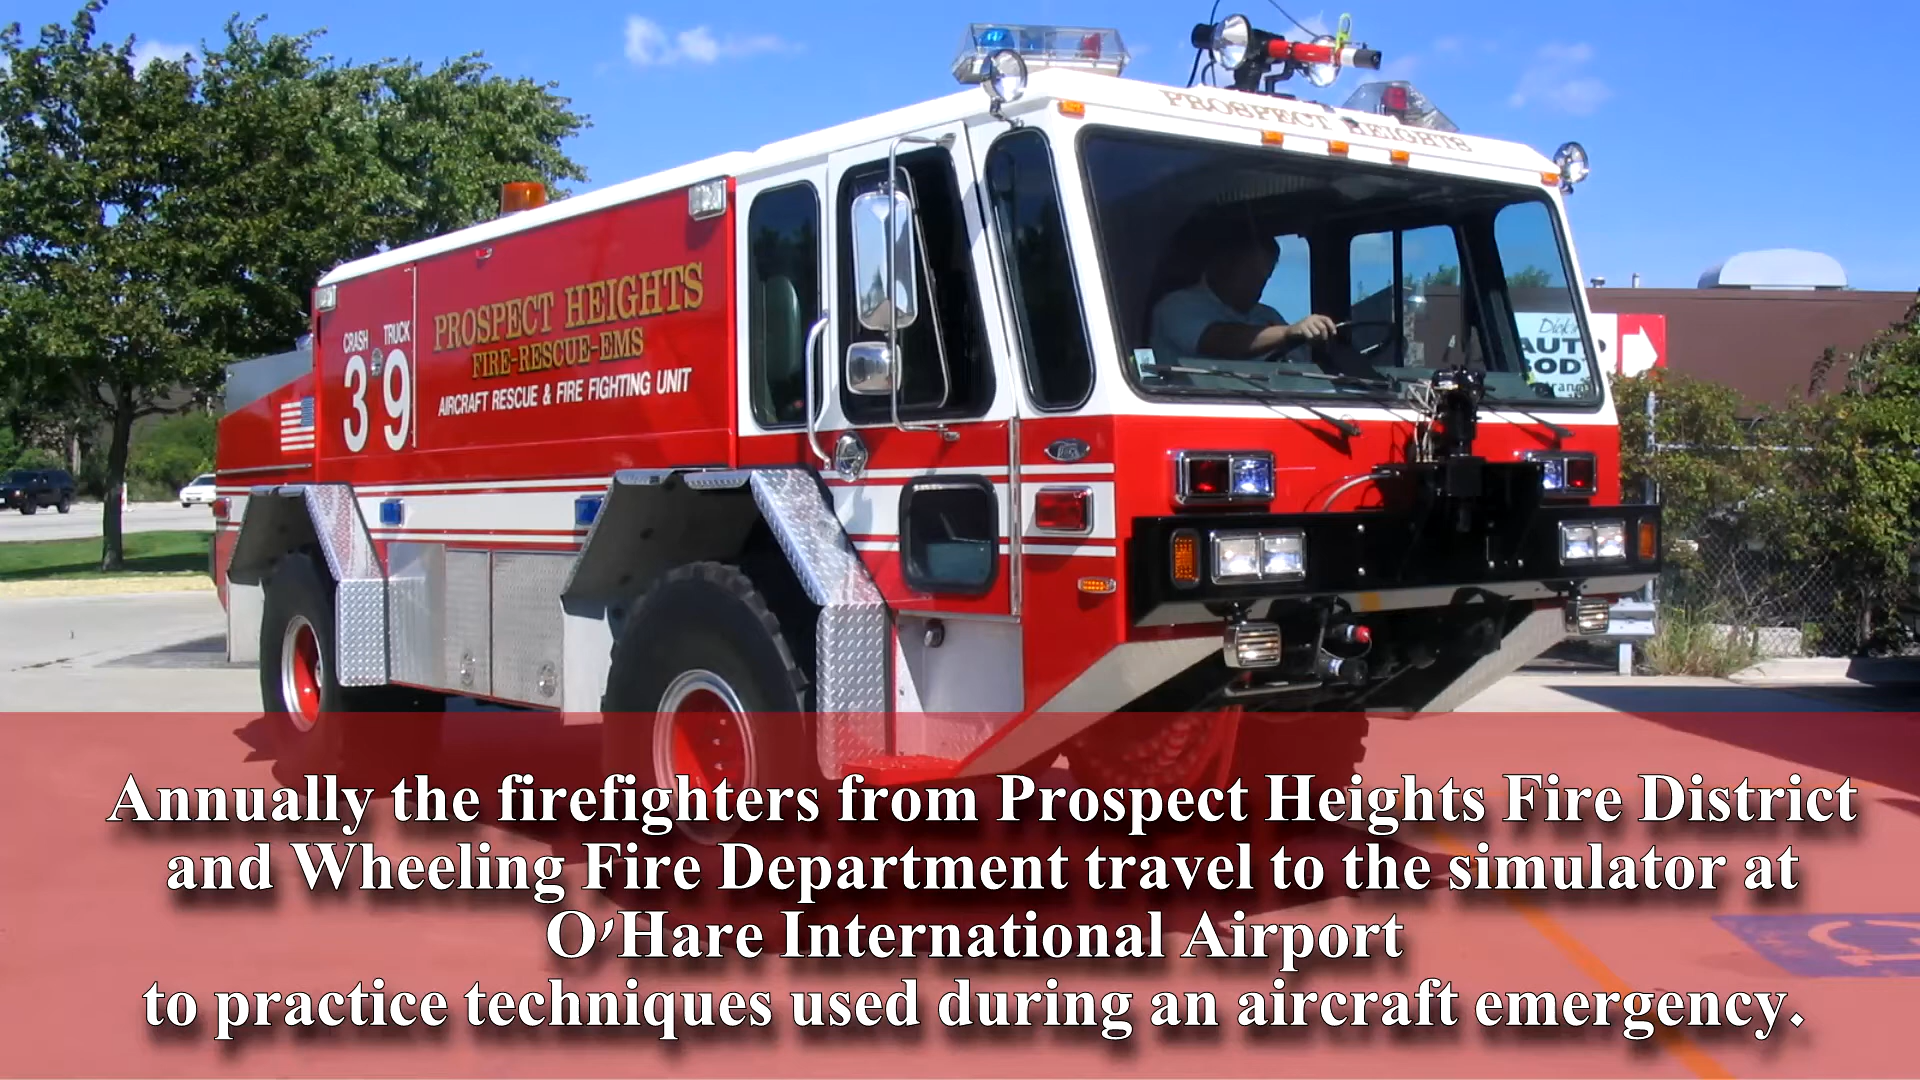 PROSPECT HEIGHTS
CRASH TRUCK
39
PROSPECT HEIGHTS
FIRE-RESCUE-EMS
AIRCRAFT RESCUE & FIRE FIGHTING UNIT
AUTO
Annually the firefighters from Prospect Heights Fire District
and Wheeling Fire Department travel to the simulator at
O'Hare International Airport
to practice techniques used during an aircraft emergency.